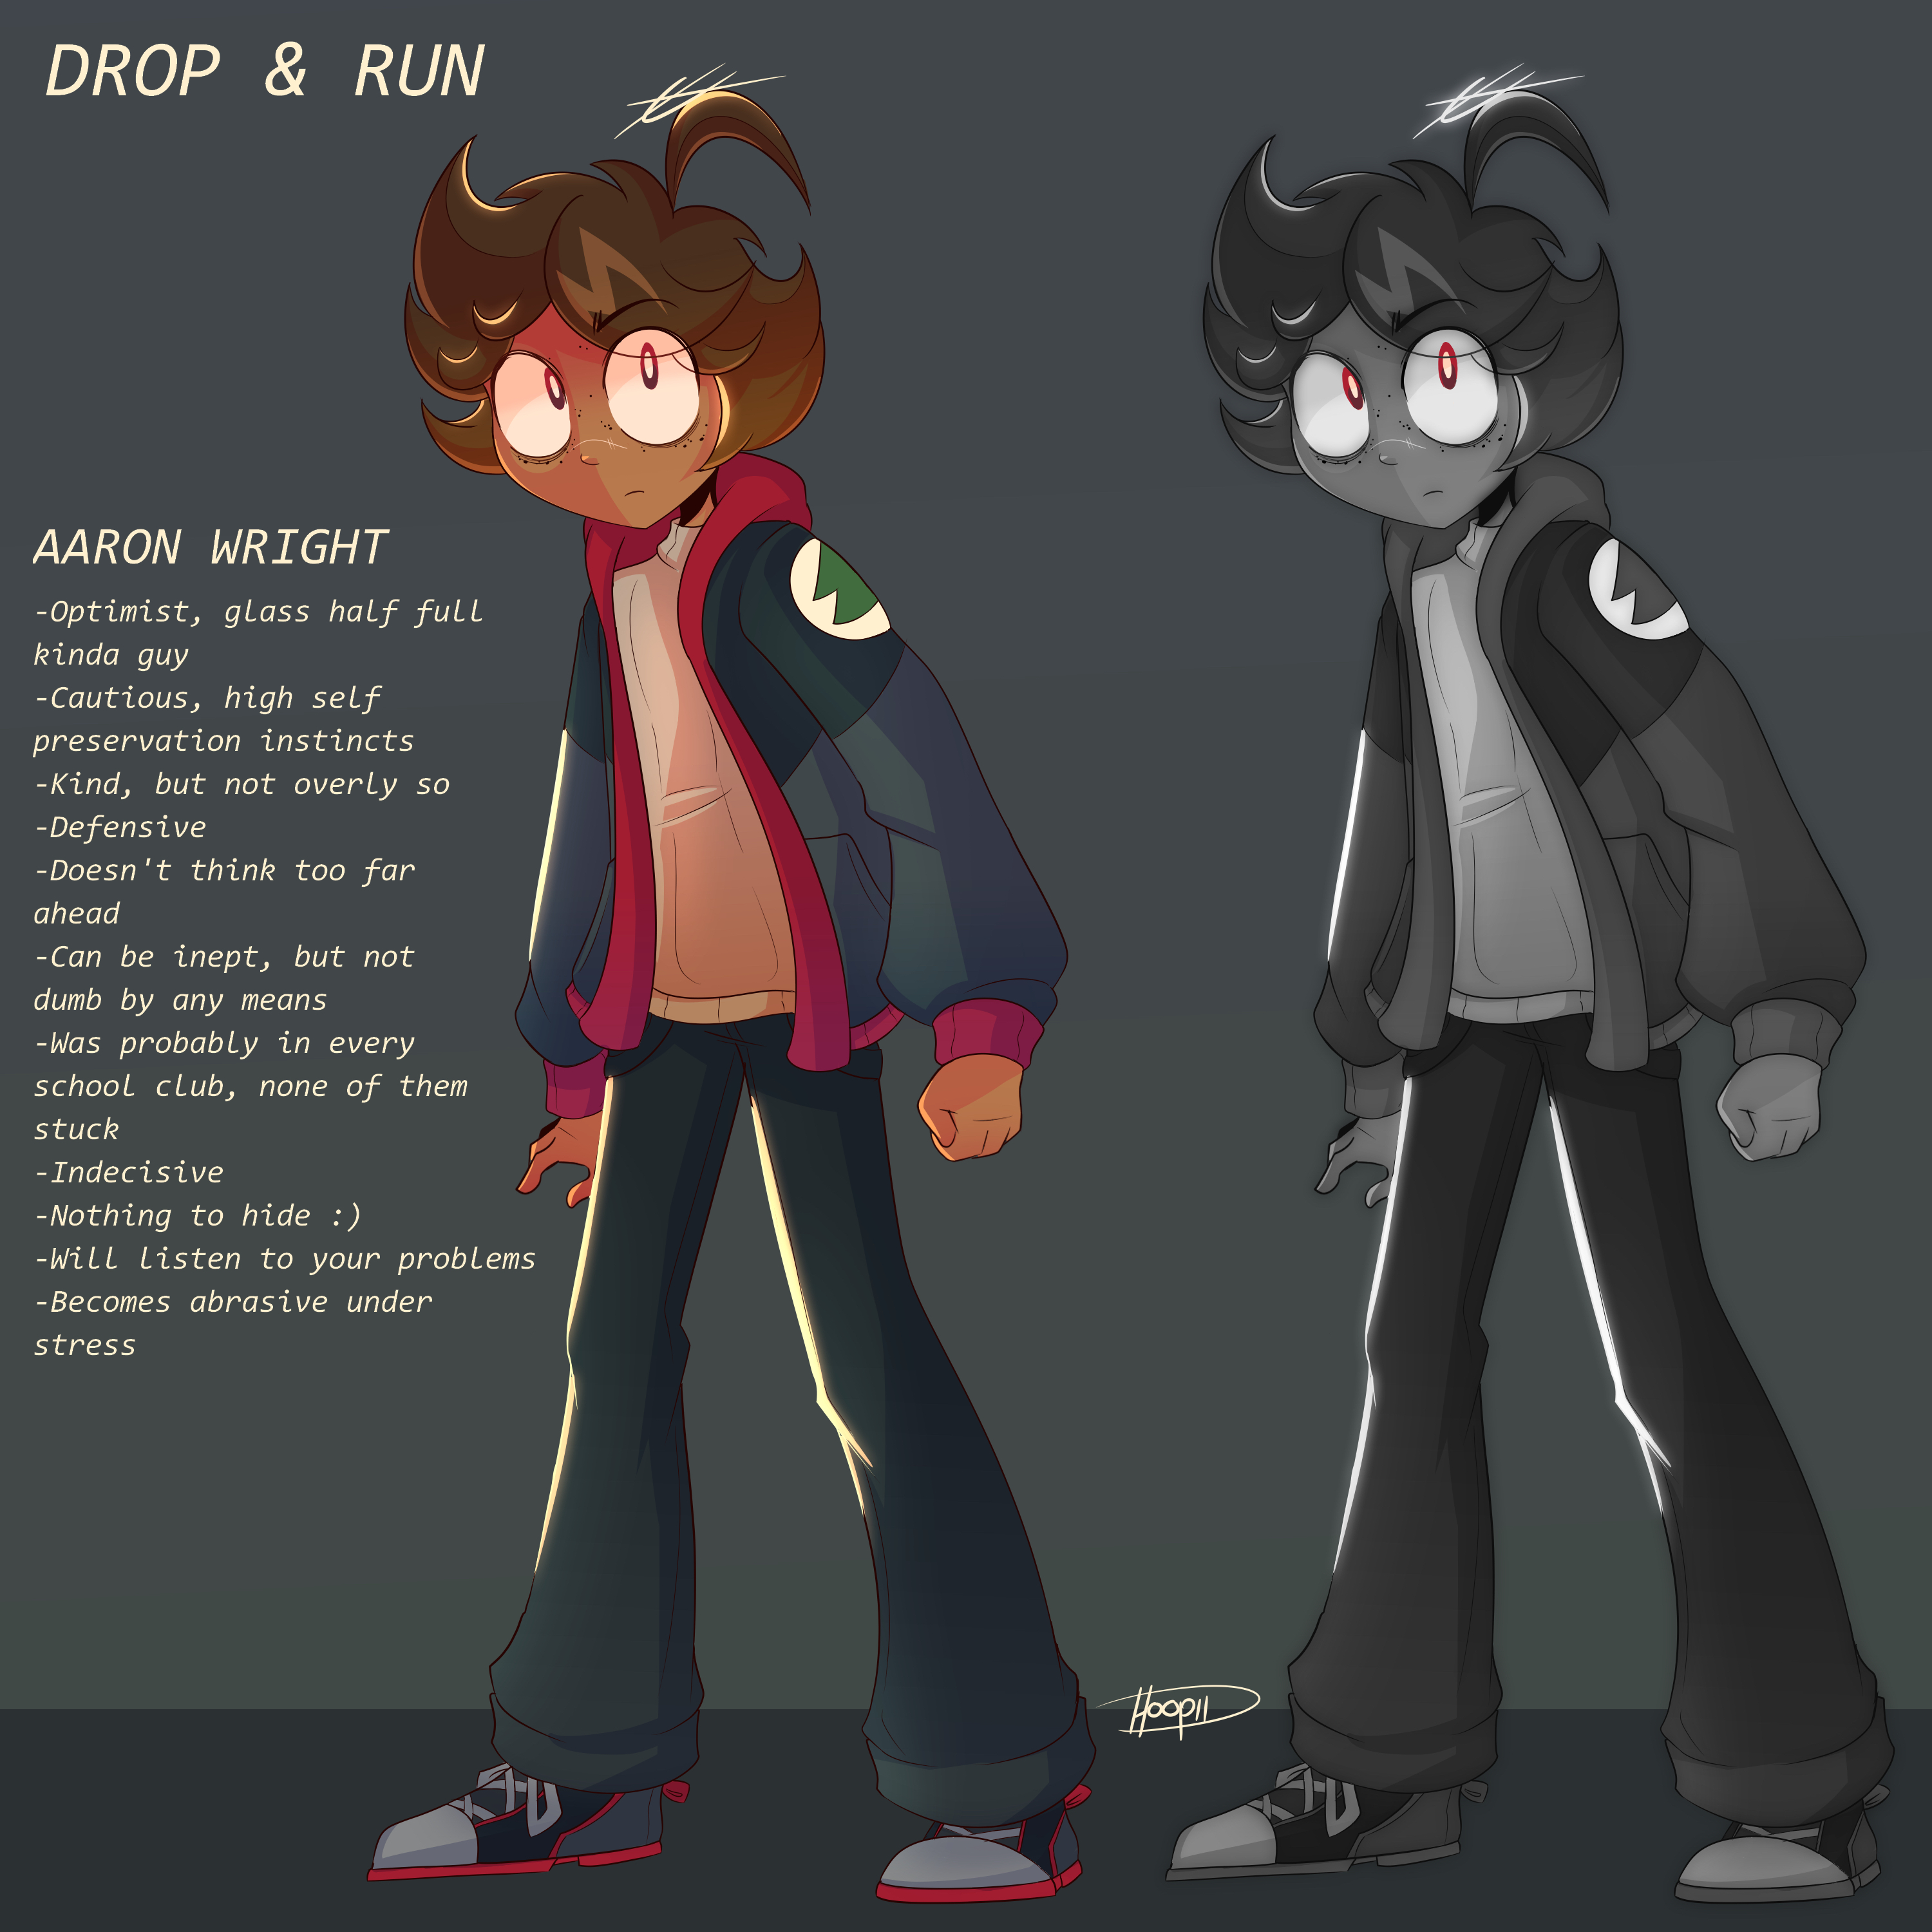 DROP & RUN
AARON WRIGHT
-Optimist, glass half full
kinda guy
-Cautious, high self
preservation instincts
-Kind, but not overly so
-Defensive
-Doesn't think too far
ahead
-Can be inept, but not
dumb by any means
-Was probably in every
school club, none of them
stuck
-Indecisive
-Nothing to hide :)
-Will listen to your problems
-Becomes abrasive under
stress